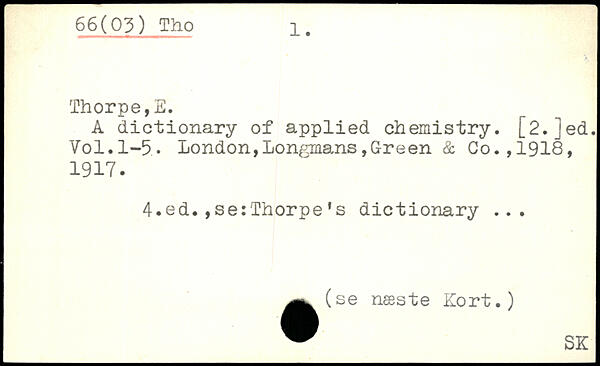 66(03) Tho 1.
Thorpe,E.
A dictionary of applied chemistry. [2.]ed.
Vol.1-5. London,Longmans,Green & Co.,1918,
1917.
4.ed.,se:Thorpe's dictionary ...
(se næste Kort.)
SK